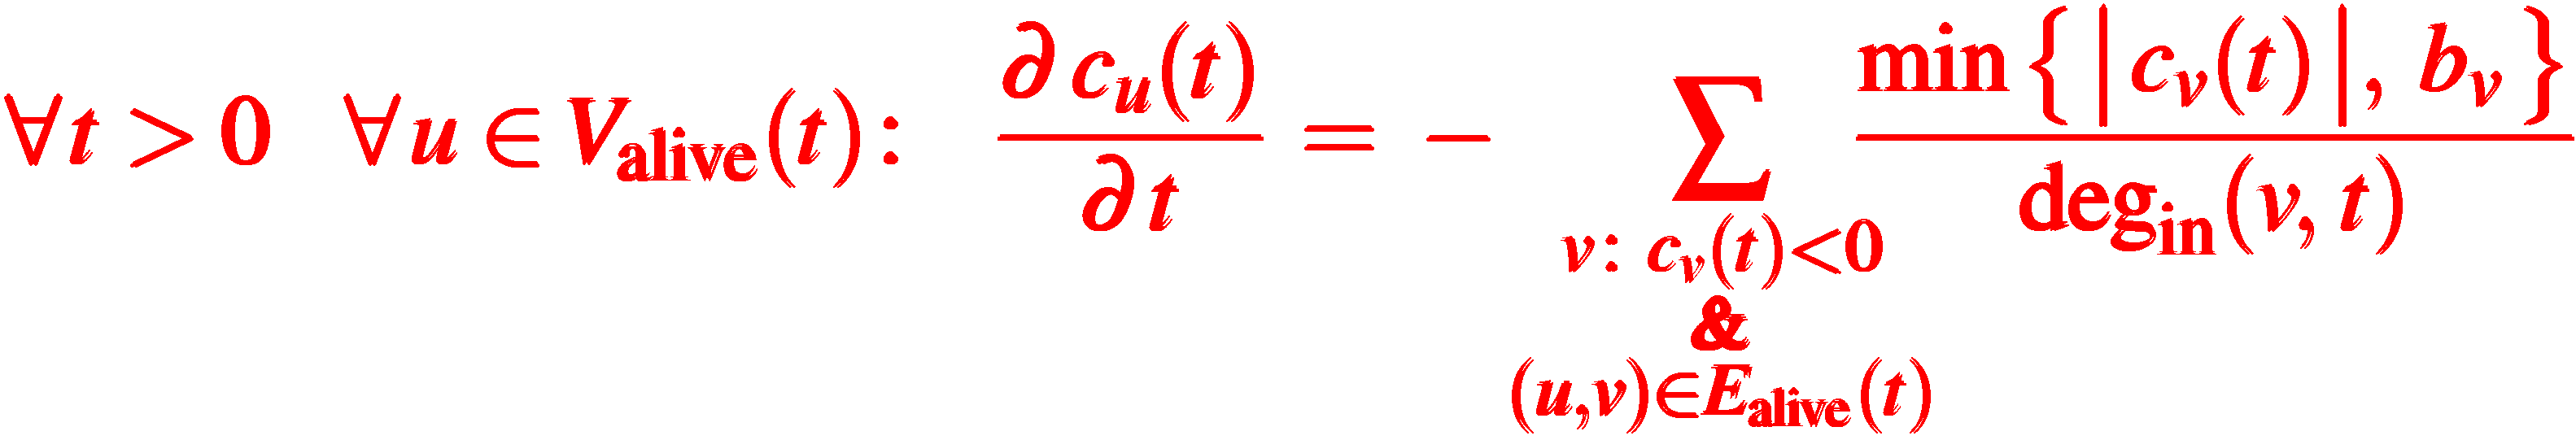 ∀t > 0 ∀u ∈ V_alive(t): ∂c_u(t)/∂t = − ∑_{v: c_v(t)<0 & (u,v)∈E_alive(t)} min{|c_v(t)|, b_v}/deg_in(v, t)